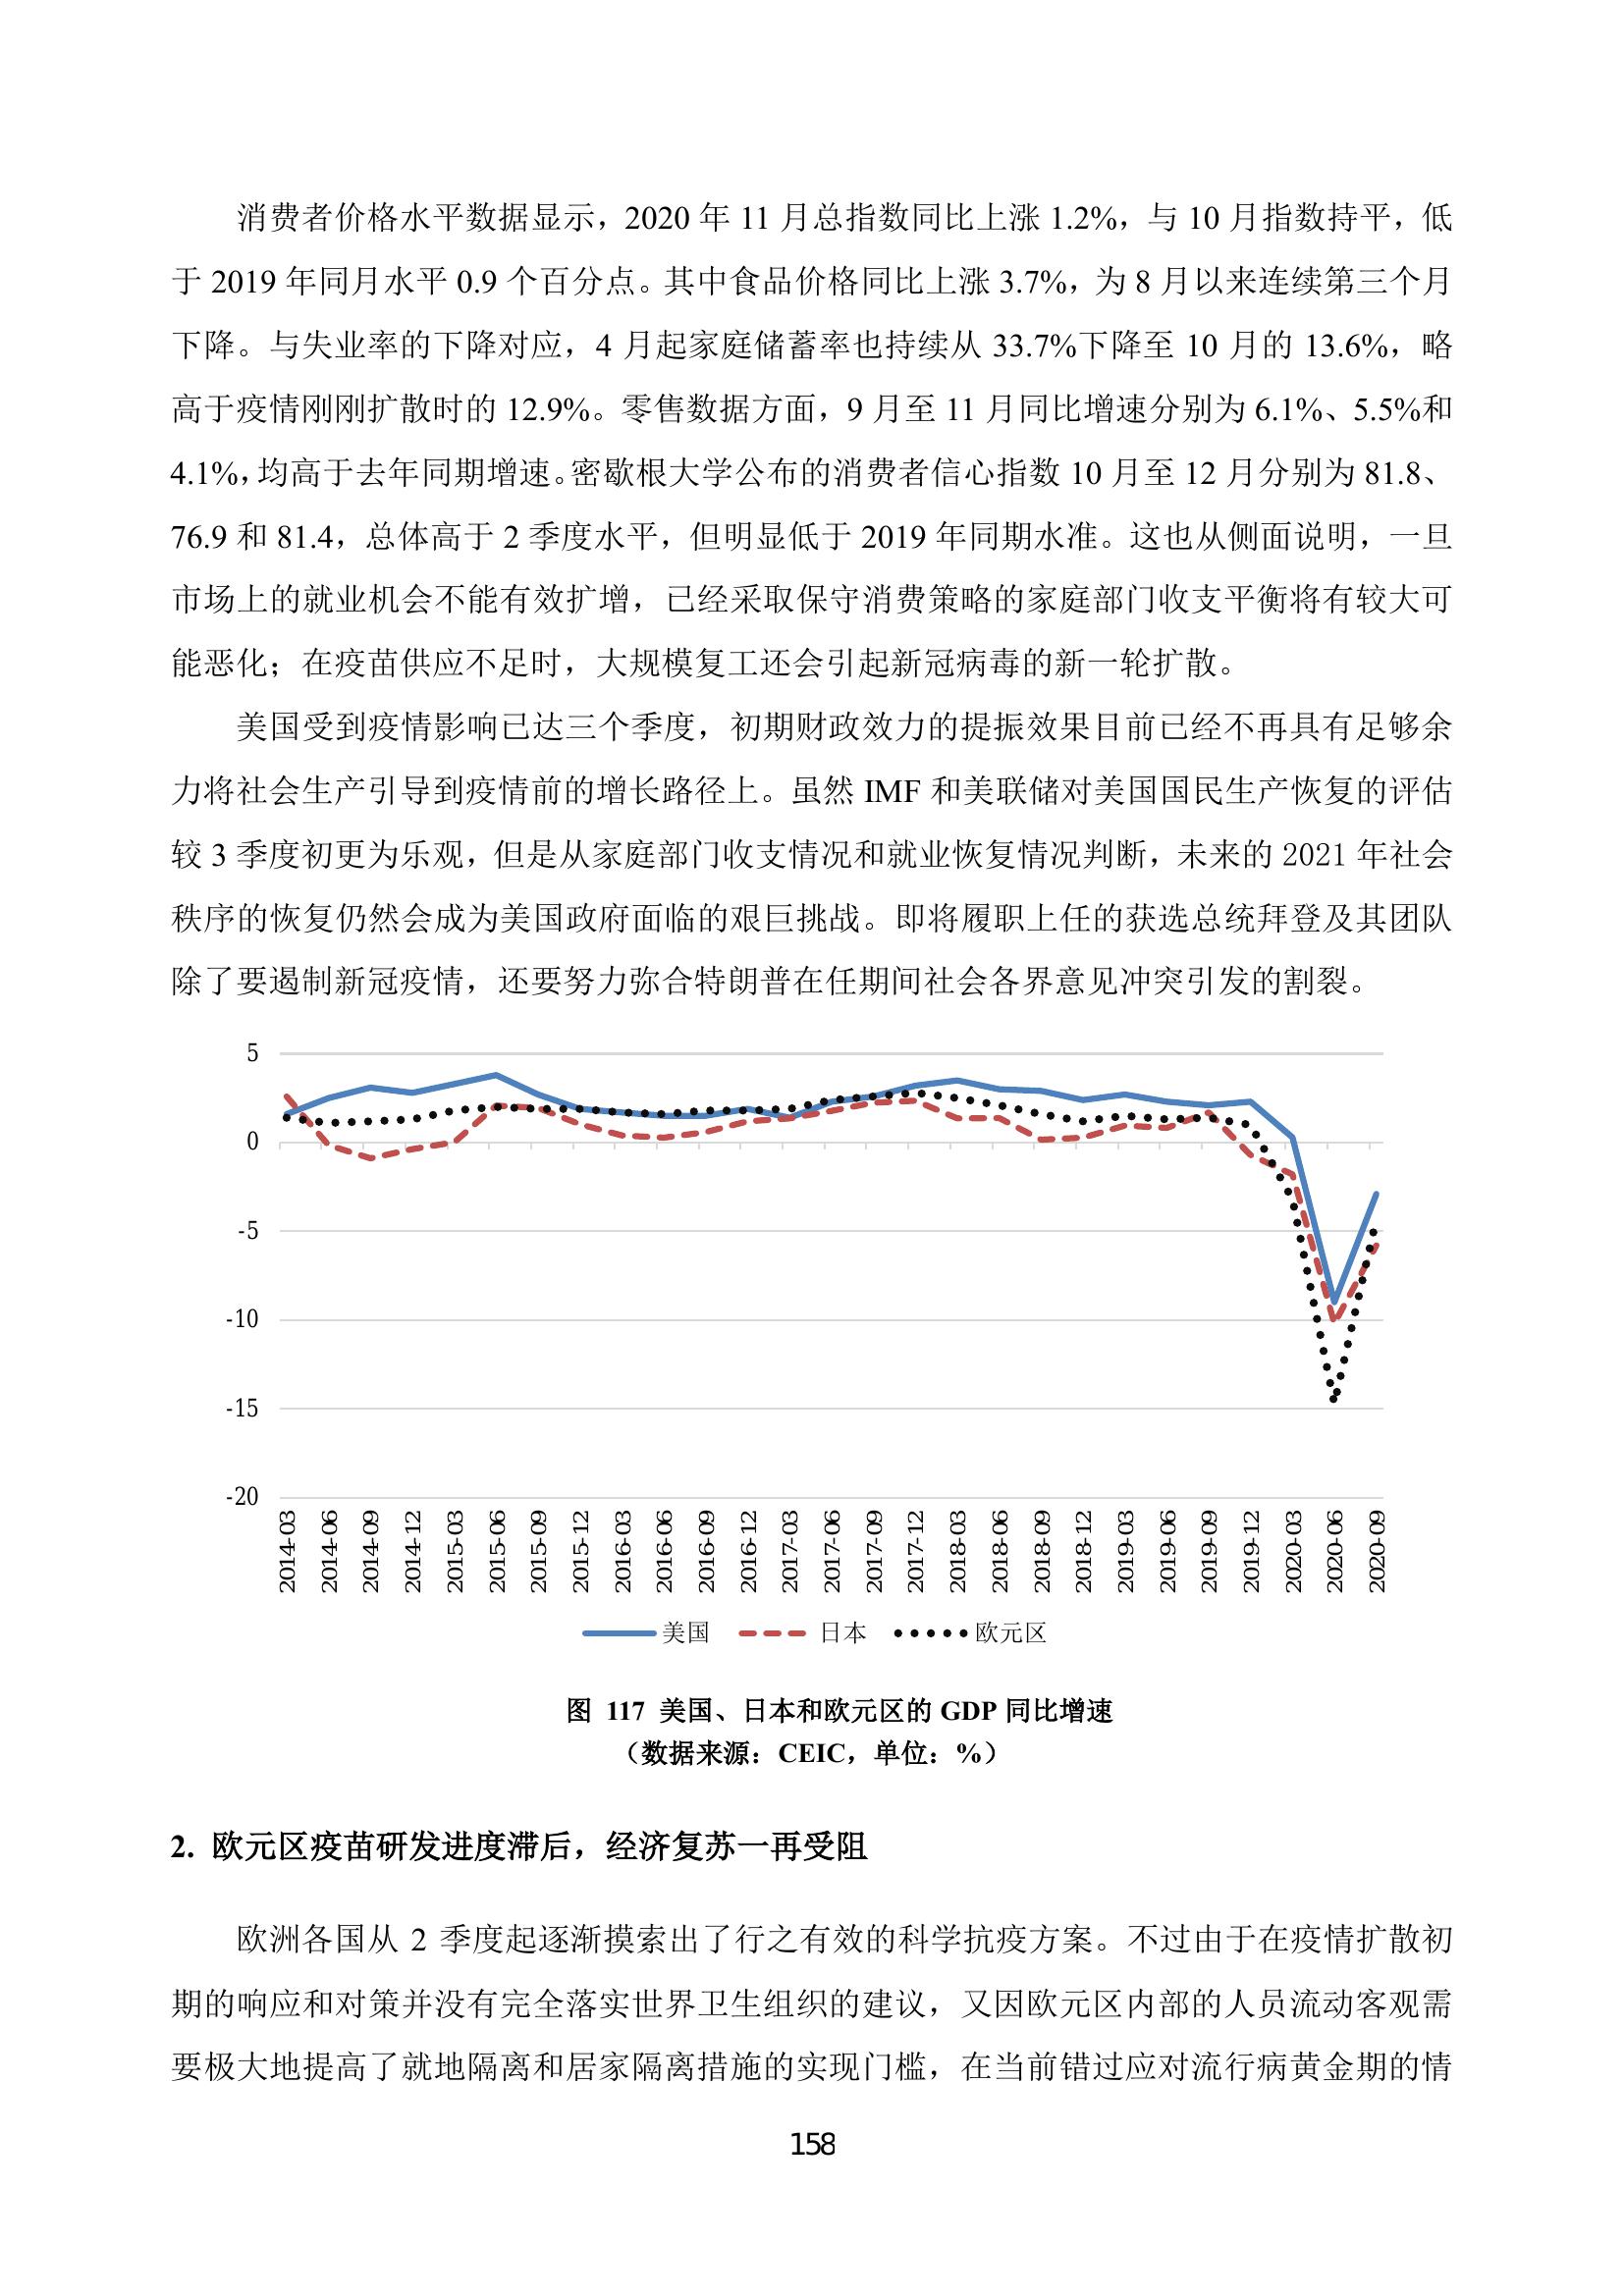 消费者价格水平数据显示，2020 年 11 月总指数同比上涨 1.2%，与 10 月指数持平，低
于 2019 年同月水平 0.9 个百分点。其中食品价格同比上涨 3.7%，为 8 月以来连续第三个月
下降。与失业率的下降对应，4 月起家庭储蓄率也持续从 33.7%下降至 10 月的 13.6%，略
高于疫情刚刚扩散时的 12.9%。零售数据方面，9 月至 11 月同比增速分别为 6.1%、5.5%和
4.1%，均高于去年同期增速。密歇根大学公布的消费者信心指数 10 月至 12 月分别为 81.8、
76.9 和 81.4，总体高于 2 季度水平，但明显低于 2019 年同期水准。这也从侧面说明，一旦
市场上的就业机会不能有效扩增，已经采取保守消费策略的家庭部门收支平衡将有较大可
能恶化；在疫苗供应不足时，大规模复工还会引起新冠病毒的新一轮扩散。
美国受到疫情影响已达三个季度，初期财政效力的提振效果目前已经不再具有足够余
力将社会生产引导到疫情前的增长路径上。虽然 IMF 和美联储对美国国民生产恢复的评估
较 3 季度初更为乐观，但是从家庭部门收支情况和就业恢复情况判断，未来的 2021 年社会
秩序的恢复仍然会成为美国政府面临的艰巨挑战。即将履职上任的获选总统拜登及其团队
除了要遏制新冠疫情，还要努力弥合特朗普在任期间社会各界意见冲突引发的割裂。
5
0
-5
-10
-15
-20
2014-03
2014-06
2014-09
2014-12
2015-03
2015-06
2015-09
2015-12
2016-03
2016-06
2016-09
2016-12
2017-03
2017-06
2017-09
2017-12
2018-03
2018-06
2018-09
2018-12
2019-03
2019-06
2019-09
2019-12
2020-03
2020-06
2020-09
美国 日本 欧元区
图 117 美国、日本和欧元区的 GDP 同比增速
（数据来源：CEIC，单位：%）
2. 欧元区疫苗研发进度滞后，经济复苏一再受阻
欧洲各国从 2 季度起逐渐摸索出了行之有效的科学抗疫方案。不过由于在疫情扩散初
期的响应和对策并没有完全落实世界卫生组织的建议，又因欧元区内部的人员流动客观需
要极大地提高了就地隔离和居家隔离措施的实现门槛，在当前错过应对流行病黄金期的情
158